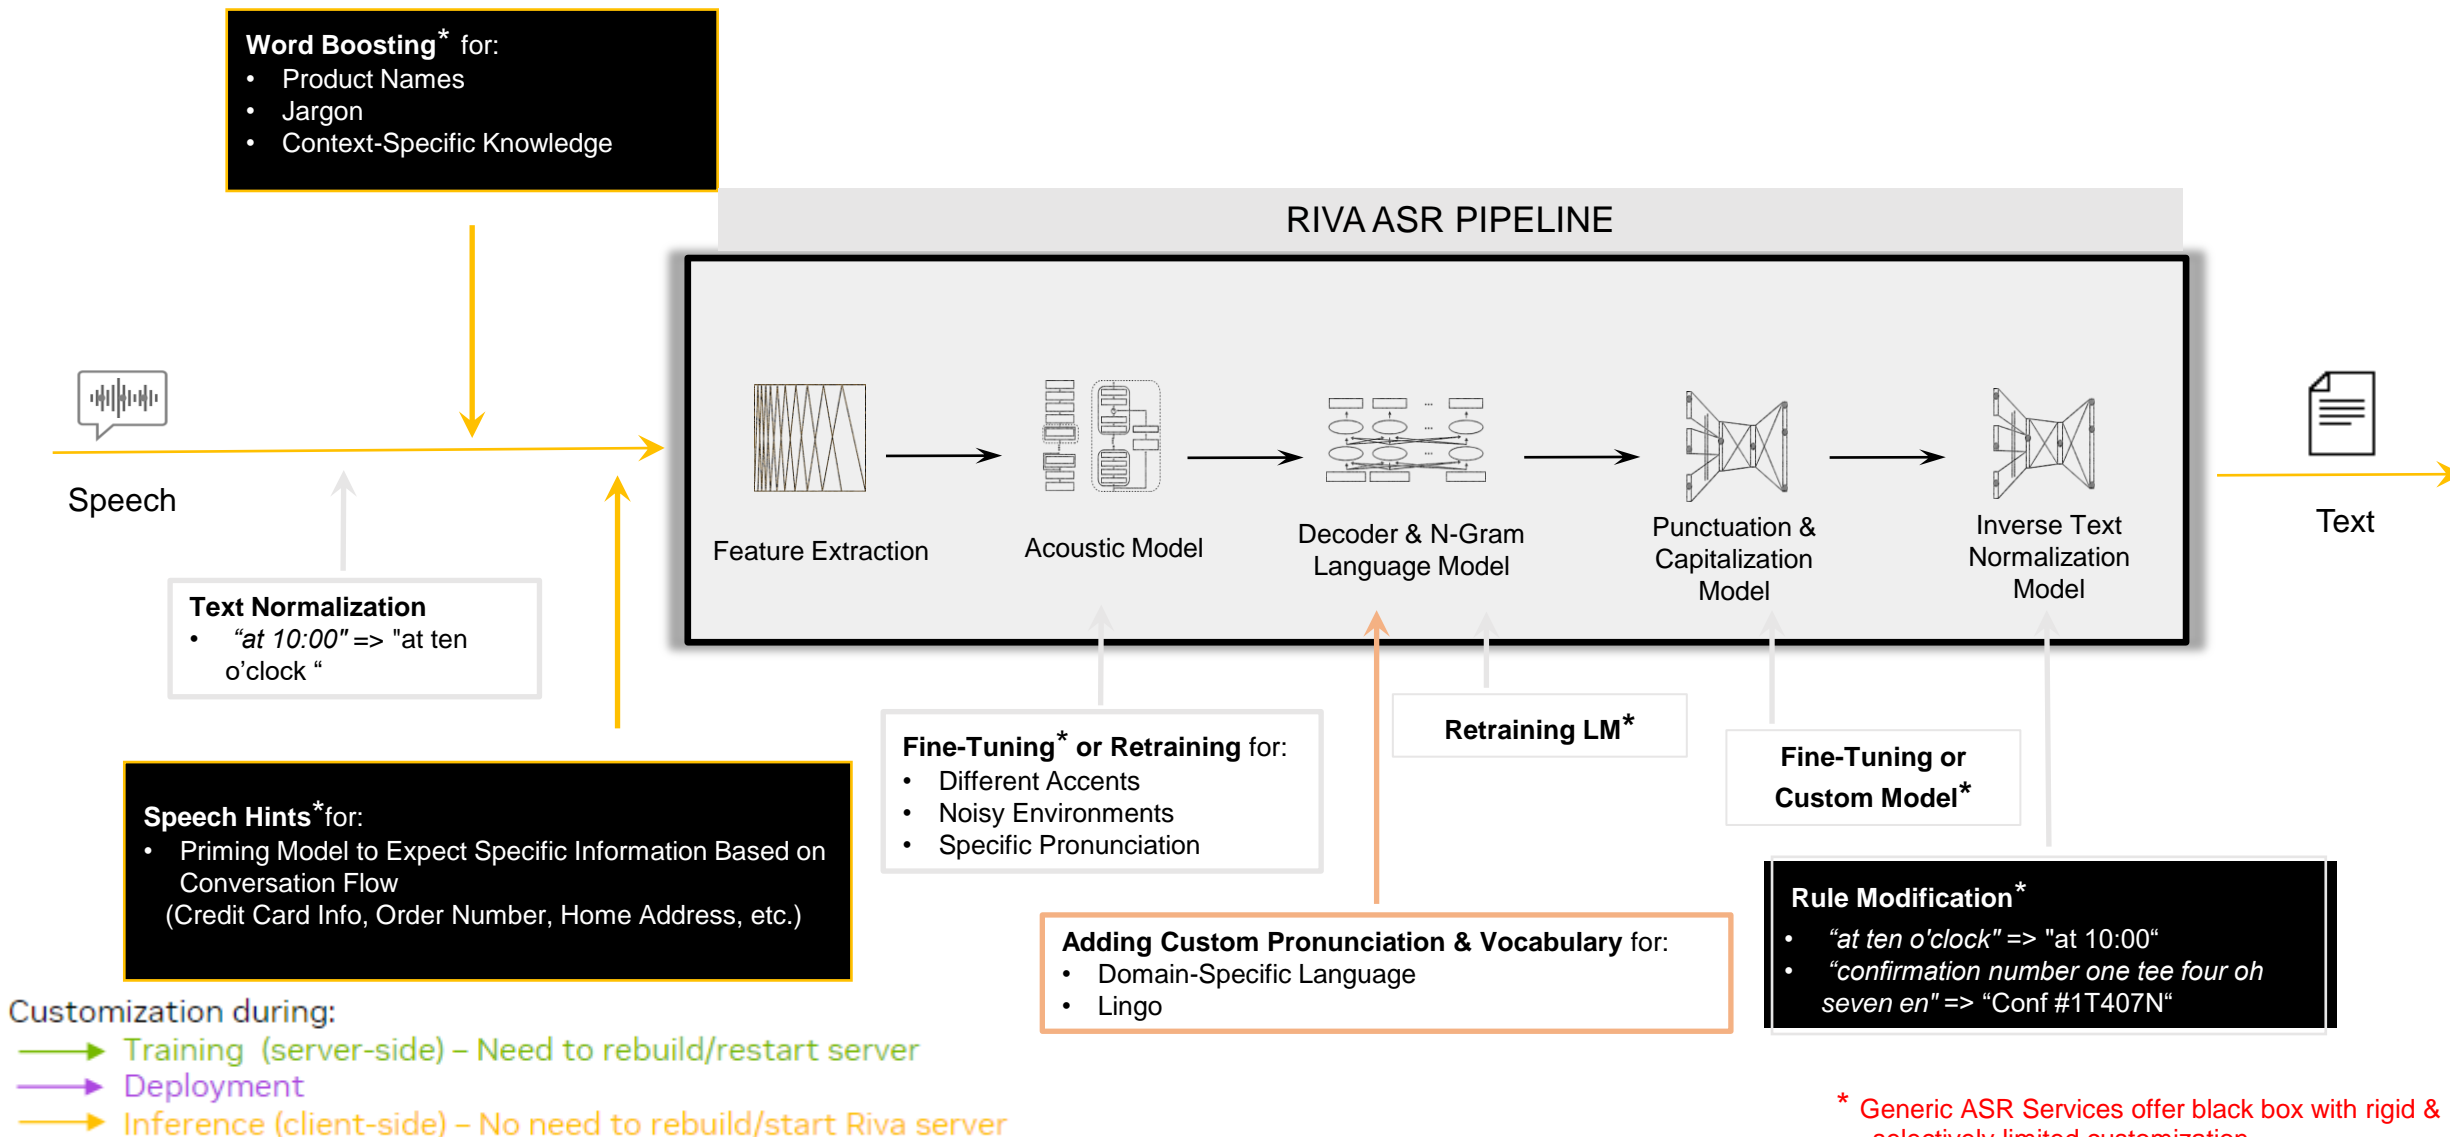 Word Boosting* for:
• Product Names
• Jargon
• Context-Specific Knowledge
RIVA ASR PIPELINE
Speech
Feature Extraction
Acoustic Model
Decoder & N-Gram
Language Model
Punctuation &
Capitalization
Model
Inverse Text
Normalization
Model
Text
Text Normalization
• “at 10:00" => "at ten
o’clock “
Speech Hints*for:
• Priming Model to Expect Specific Information Based on
Conversation Flow
(Credit Card Info, Order Number, Home Address, etc.)
Fine-Tuning* or Retraining for:
• Different Accents
• Noisy Environments
• Specific Pronunciation
Retraining LM*
Fine-Tuning or
Custom Model*
Adding Custom Pronunciation & Vocabulary for:
• Domain-Specific Language
• Lingo
Rule Modification*
• “at ten o'clock" => "at 10:00“
• “confirmation number one tee four oh
seven en" => “Conf #1T407N“
Customization during:
Training (server-side) – Need to rebuild/restart server
Deployment
Inference (client-side) – No need to rebuild/start Riva server
* Generic ASR Services offer black box with rigid &
selectively limited customization